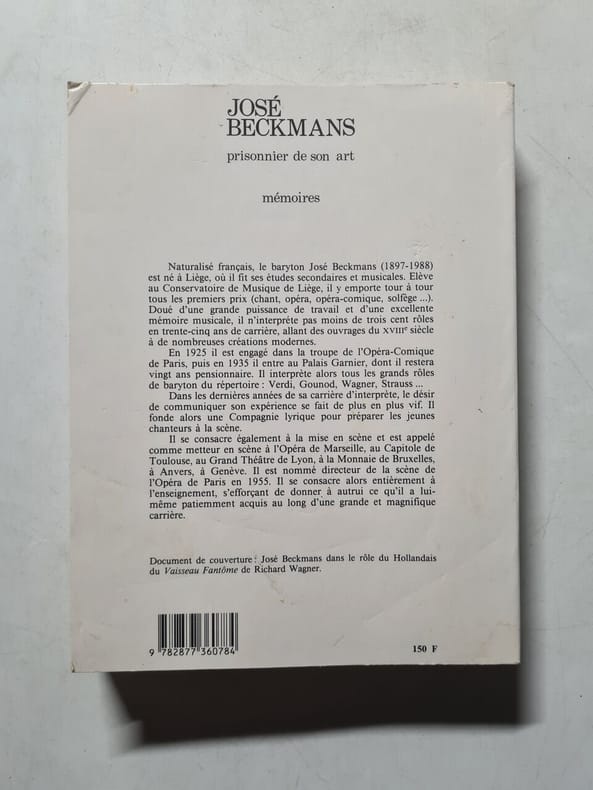 JOSÉ
BECKMANS
prisonnier de son art
mémoires
Naturalisé français, le baryton José Beckmans (1897-1988)
est né à Liège, où il fit ses études secondaires et musicales. Elève
au Conservatoire de Musique de Liège, il y emporte tour à tour
tous les premiers prix (chant, opéra, opéra-comique, solfège ...).
Doué d'une grande puissance de travail et d'une excellente
mémoire musicale, il n'interprète pas moins de trois cent rôles
en trente-cinq ans de carrière, allant des ouvrages du XVIIIe siècle
à de nombreuses créations modernes.
En 1925 il est engagé dans la troupe de l'Opéra-Comique
de Paris, puis en 1935 il entre au Palais Garnier, dont il restera
vingt ans pensionnaire. Il interprète alors tous les grands rôles
de baryton du répertoire : Verdi, Gounod, Wagner, Strauss ...
Dans les dernières années de sa carrière d'interprète, le désir
de communiquer son expérience se fait de plus en plus vif. Il
fonde alors une Compagnie lyrique pour préparer les jeunes
chanteurs à la scène.
Il se consacre également à la mise en scène et est appelé
comme metteur en scène à l'Opéra de Marseille, au Capitole de
Toulouse, au Grand Théâtre de Lyon, à la Monnaie de Bruxelles,
à Anvers, à Genève. Il est nommé directeur de la scène de
l'Opéra de Paris en 1955. Il se consacre alors entièrement à
l'enseignement, s'efforçant de donner à autrui ce qu'il a lui-
même patiemment acquis au long d'une grande et magnifique
carrière.
Document de couverture : José Beckmans dans le rôle du Hollandais
du Vaisseau Fantôme de Richard Wagner.
9 782877 360784
150 F